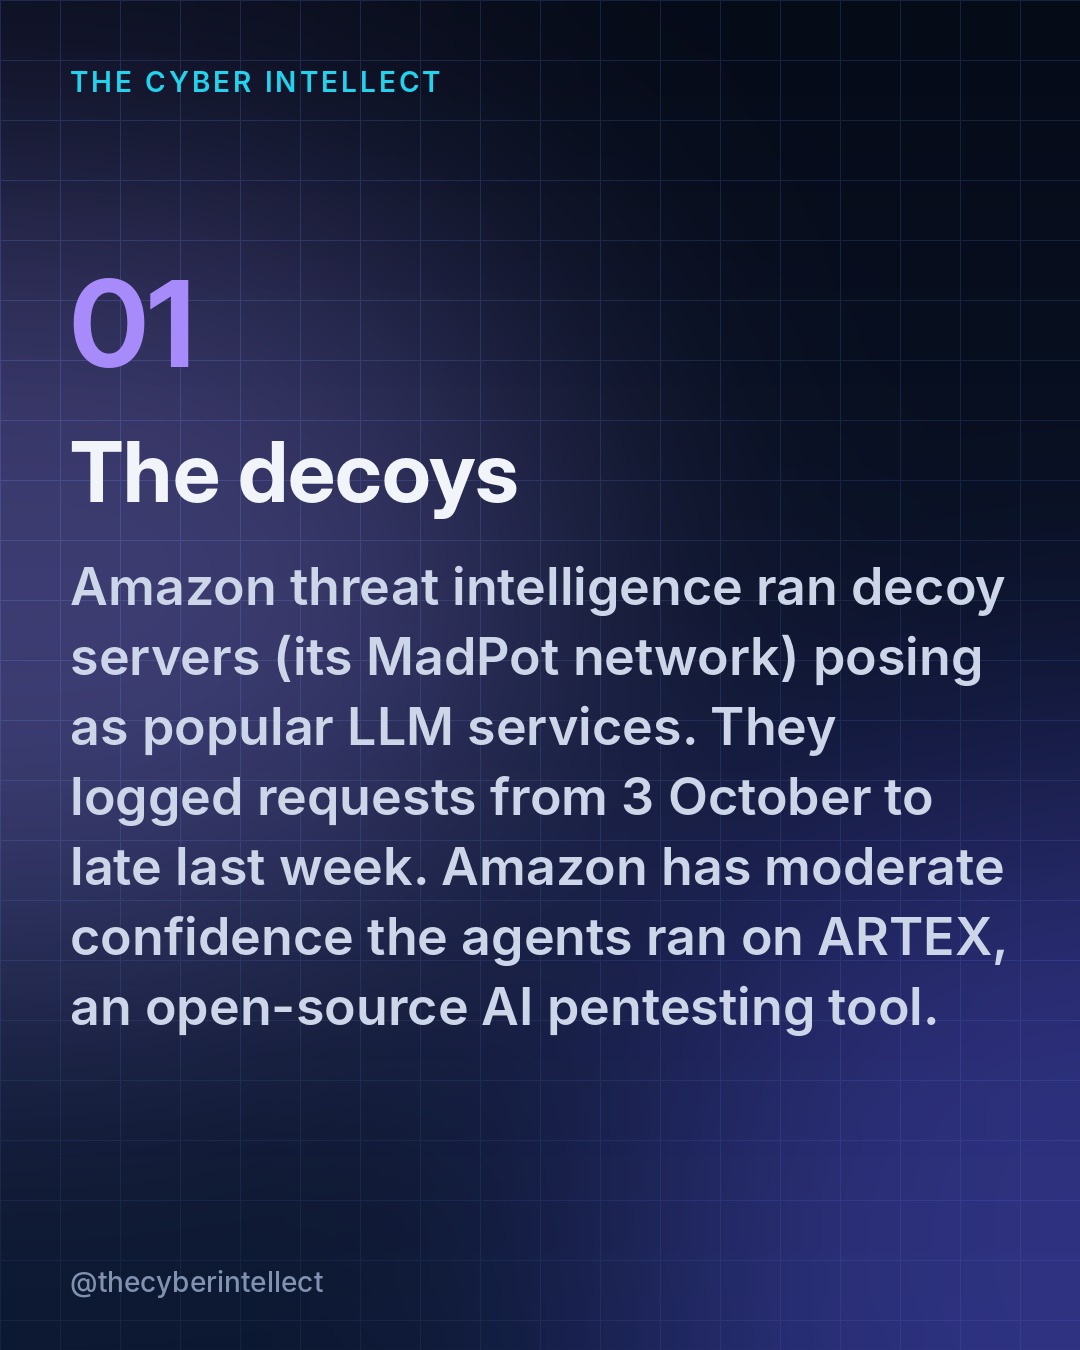 THE CYBER INTELLECT
01
The decoys
Amazon threat intelligence ran decoy
servers (its MadPot network) posing
as popular LLM services. They
logged requests from 3 October to
late last week. Amazon has moderate
confidence the agents ran on ARTEX,
an open-source AI pentesting tool.
@thecyberintellect